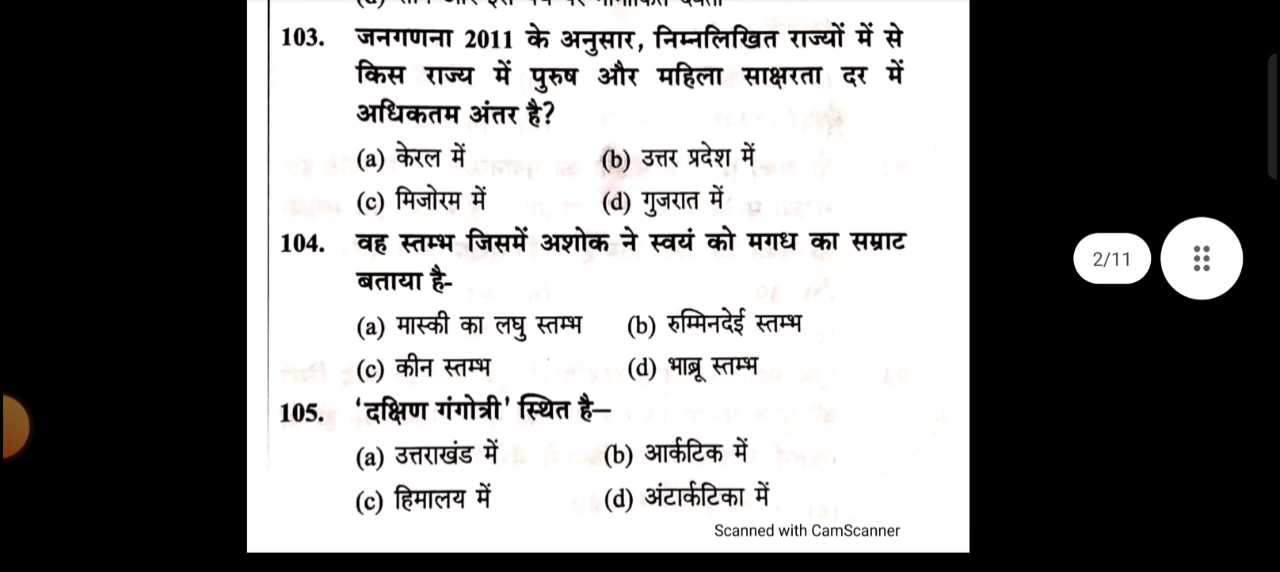 103. जनगणना 2011 के अनुसार, निम्नलिखित राज्यों में से
किस राज्य में पुरुष और महिला साक्षरता दर में
अधिकतम अंतर है?
(a) केरल में (b) उत्तर प्रदेश में
(c) मिजोरम में (d) गुजरात में
104. वह स्तम्भ जिसमें अशोक ने स्वयं को मगध का सम्राट
बताया है-
(a) मास्की का लघु स्तम्भ (b) रुम्मिनदेई स्तम्भ
(c) कीन स्तम्भ (d) भाब्रू स्तम्भ
105. 'दक्षिण गंगोत्री' स्थित है–
(a) उत्तराखंड में (b) आर्कटिक में
(c) हिमालय में (d) अंटार्कटिका में
Scanned with CamScanner
2/11